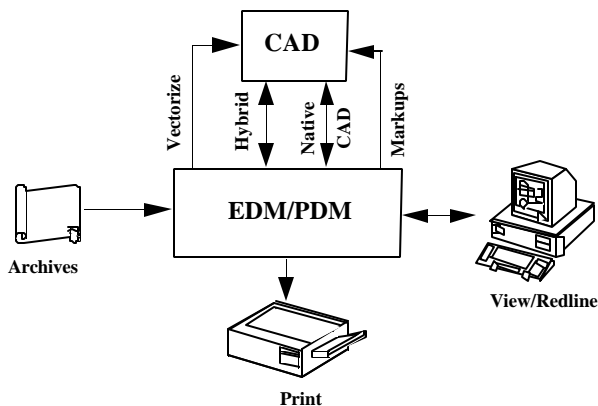 CAD
Vectorize
Hybrid
Native
CAD
Markups
EDM/PDM
Archives
View/Redline
Print